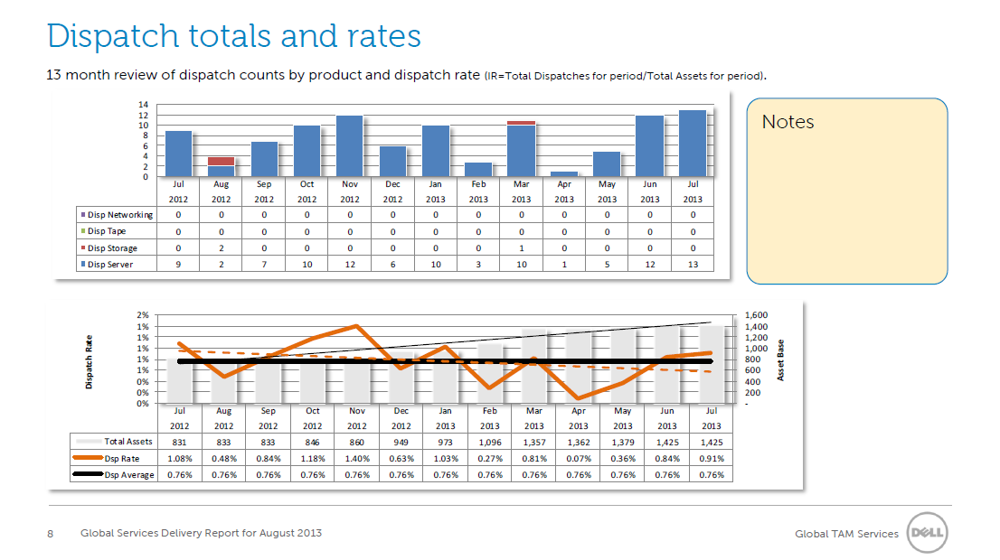 Dispatch totals and rates
13 month review of dispatch counts by product and dispatch rate (IR=Total Dispatches for period/Total Assets for period).
14
12
10
8
6
4
2
0
Jul Aug Sep Oct Nov Dec Jan Feb Mar Apr May Jun Jul
2012 2012 2012 2012 2012 2012 2013 2013 2013 2013 2013 2013 2013
Disp Networking 0 0 0 0 0 0 0 0 0 0 0 0 0
Disp Tape 0 0 0 0 0 0 0 0 0 0 0 0 0
Disp Storage 0 2 0 0 0 0 0 0 1 0 0 0 0
Disp Server 9 2 7 10 12 6 10 3 10 1 5 12 13
Notes
Dispatch Rate
2%
1%
1%
1%
1%
1%
0%
0%
0%
1,600
1,400
1,200
1,000
800
600
400
200
-
Asset Base
Jul Aug Sep Oct Nov Dec Jan Feb Mar Apr May Jun Jul
2012 2012 2012 2012 2012 2012 2013 2013 2013 2013 2013 2013 2013
Total Assets 831 833 833 846 860 949 973 1,096 1,357 1,362 1,379 1,425 1,425
Dsp Rate 1.08% 0.48% 0.84% 1.18% 1.40% 0.63% 1.03% 0.27% 0.81% 0.07% 0.36% 0.84% 0.91%
Dsp Average 0.76% 0.76% 0.76% 0.76% 0.76% 0.76% 0.76% 0.76% 0.76% 0.76% 0.76% 0.76% 0.76%
8 Global Services Delivery Report for August 2013
Global TAM Services
DELL